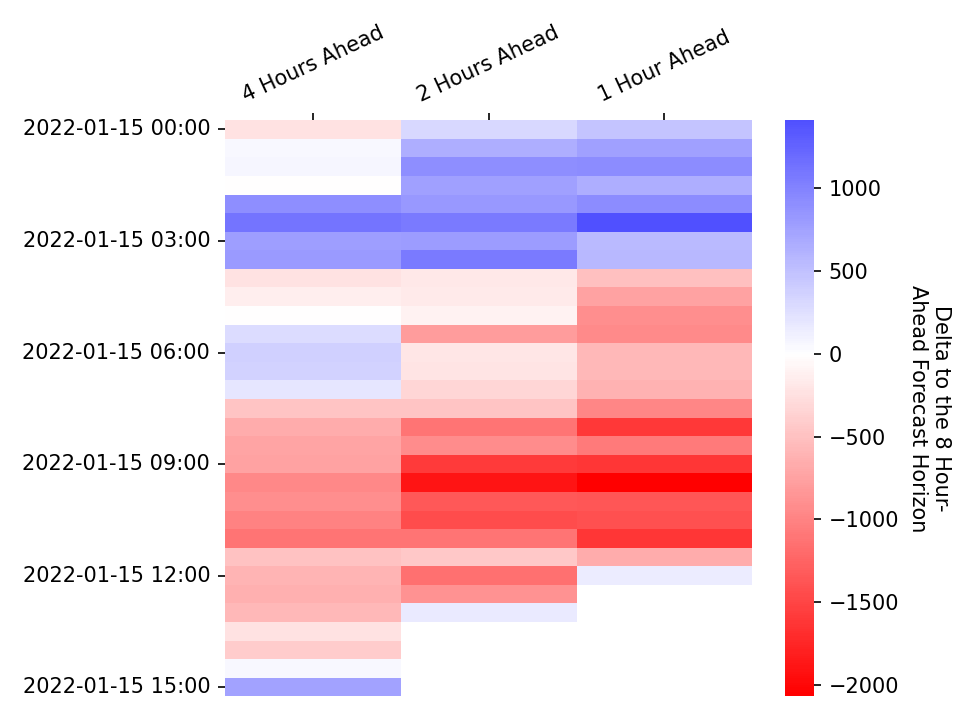 4 Hours Ahead
2 Hours Ahead
1 Hour Ahead
2022-01-15 00:00
2022-01-15 03:00
2022-01-15 06:00
2022-01-15 09:00
2022-01-15 12:00
2022-01-15 15:00
1000
500
0
−500
−1000
−1500
−2000
Delta to the 8 Hour-
Ahead Forecast Horizon